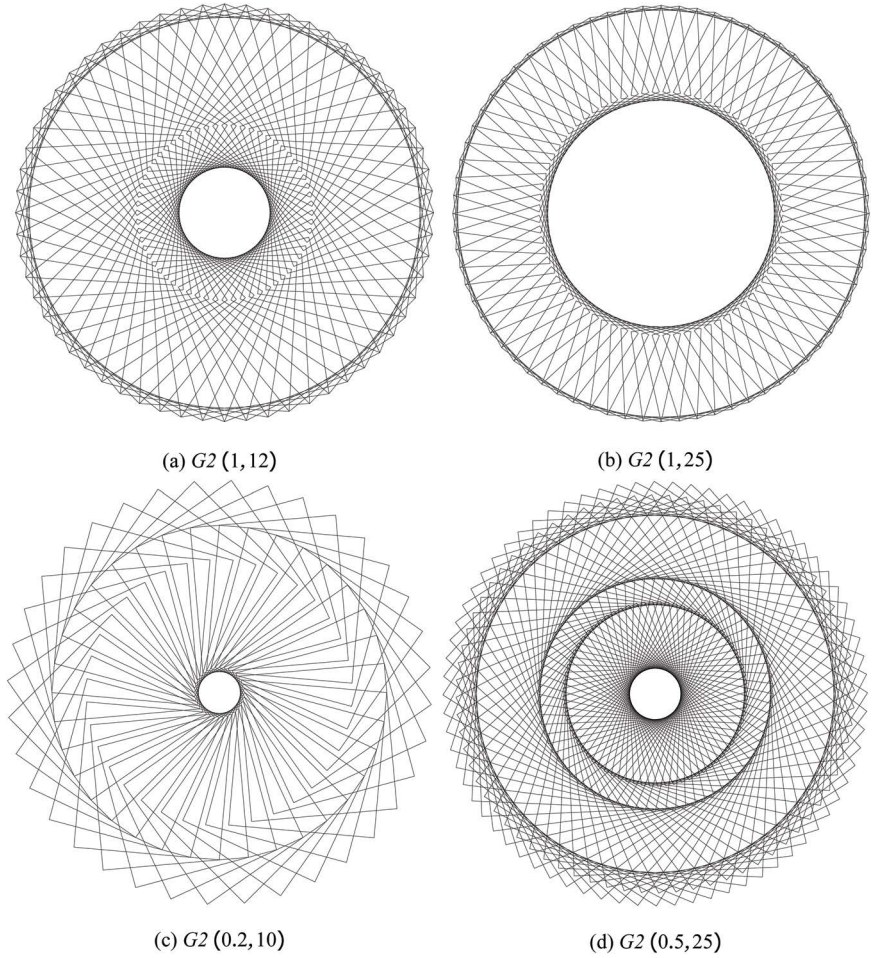 (a) G2 (1,12)
(b) G2 (1,25)
(c) G2 (0.2,10)
(d) G2 (0.5,25)